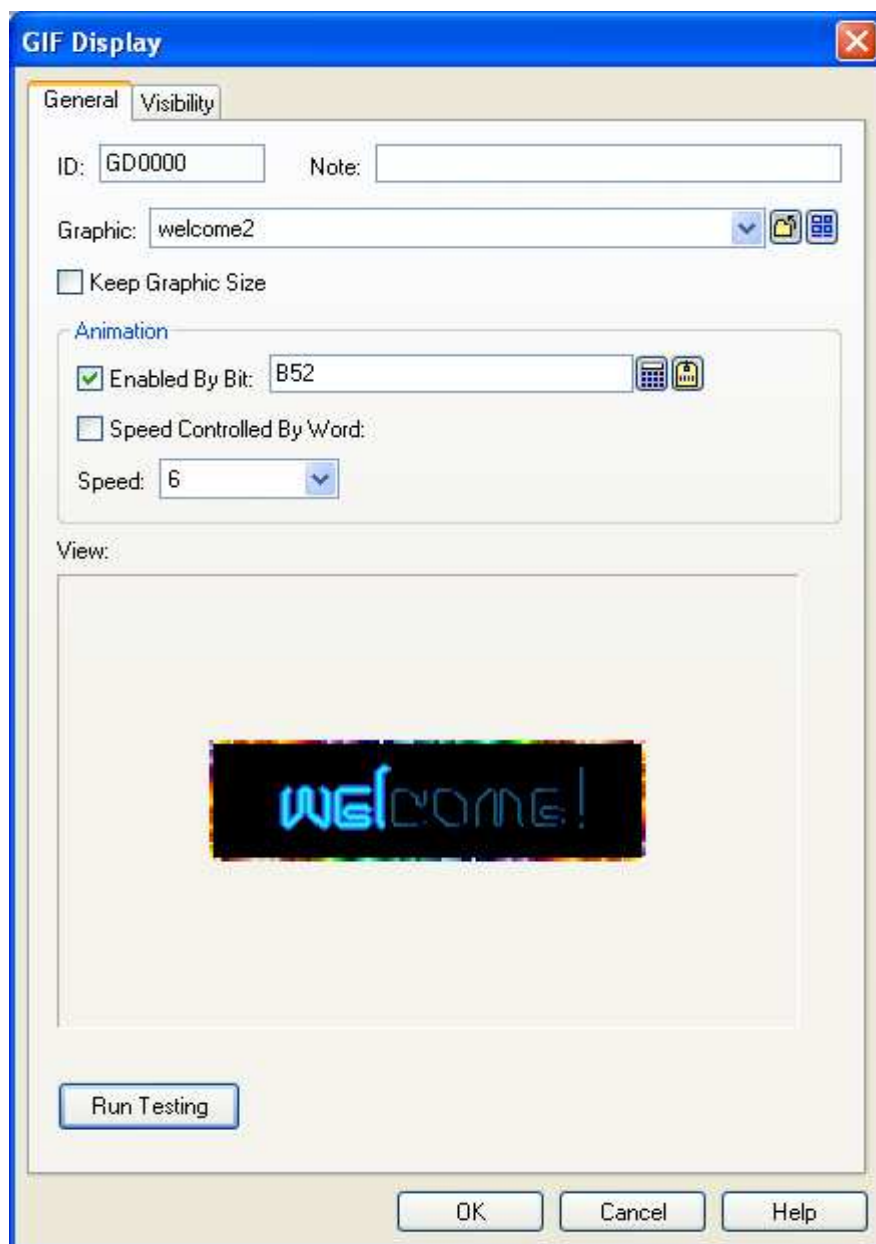 GIF Display
General Visibility
ID: GD0000 Note:
Graphic: welcome2
Keep Graphic Size
Animation
Enabled By Bit: B52
Speed Controlled By Word:
Speed: 6
View:
welcome!
Run Testing
OK Cancel Help